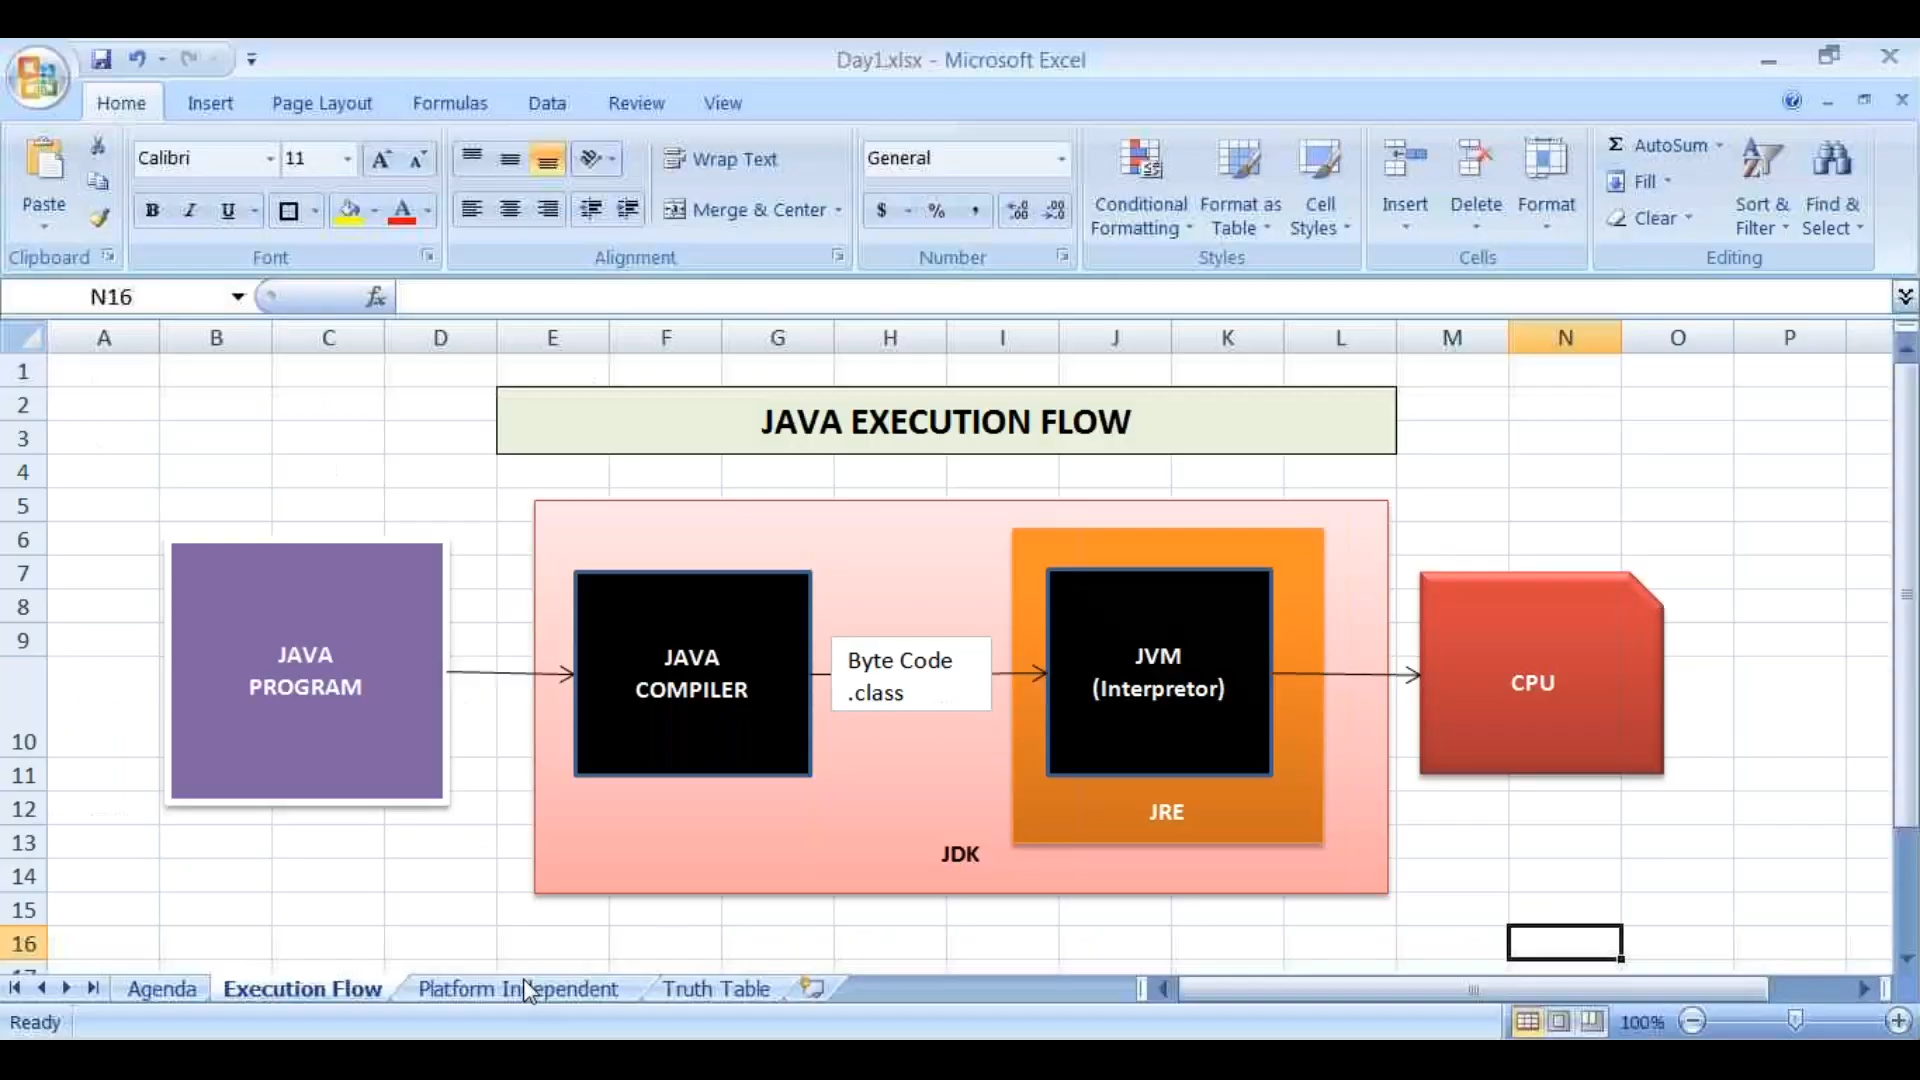 Day1.xlsx - Microsoft Excel
Home Insert Page Layout Formulas Data Review View
Paste
Clipboard
Calibri 11
B I U
Font
Wrap Text
Merge & Center
Alignment
General
$ % ,
Number
Conditional Formatting
Format as Table
Cell Styles
Styles
Insert Delete Format
Cells
Σ AutoSum
Fill
Clear
Sort & Filter
Find & Select
Editing
N16 fx
A B C D E F G H I J K L M N O P
1
2
3
4
5
6
7
8
9
10
11
12
13
14
15
16
17
JAVA EXECUTION FLOW
JAVA
PROGRAM
JAVA
COMPILER
Byte Code
.class
JVM
(Interpretor)
JRE
JDK
CPU
Agenda Execution Flow Platform Independent Truth Table
Ready 100%